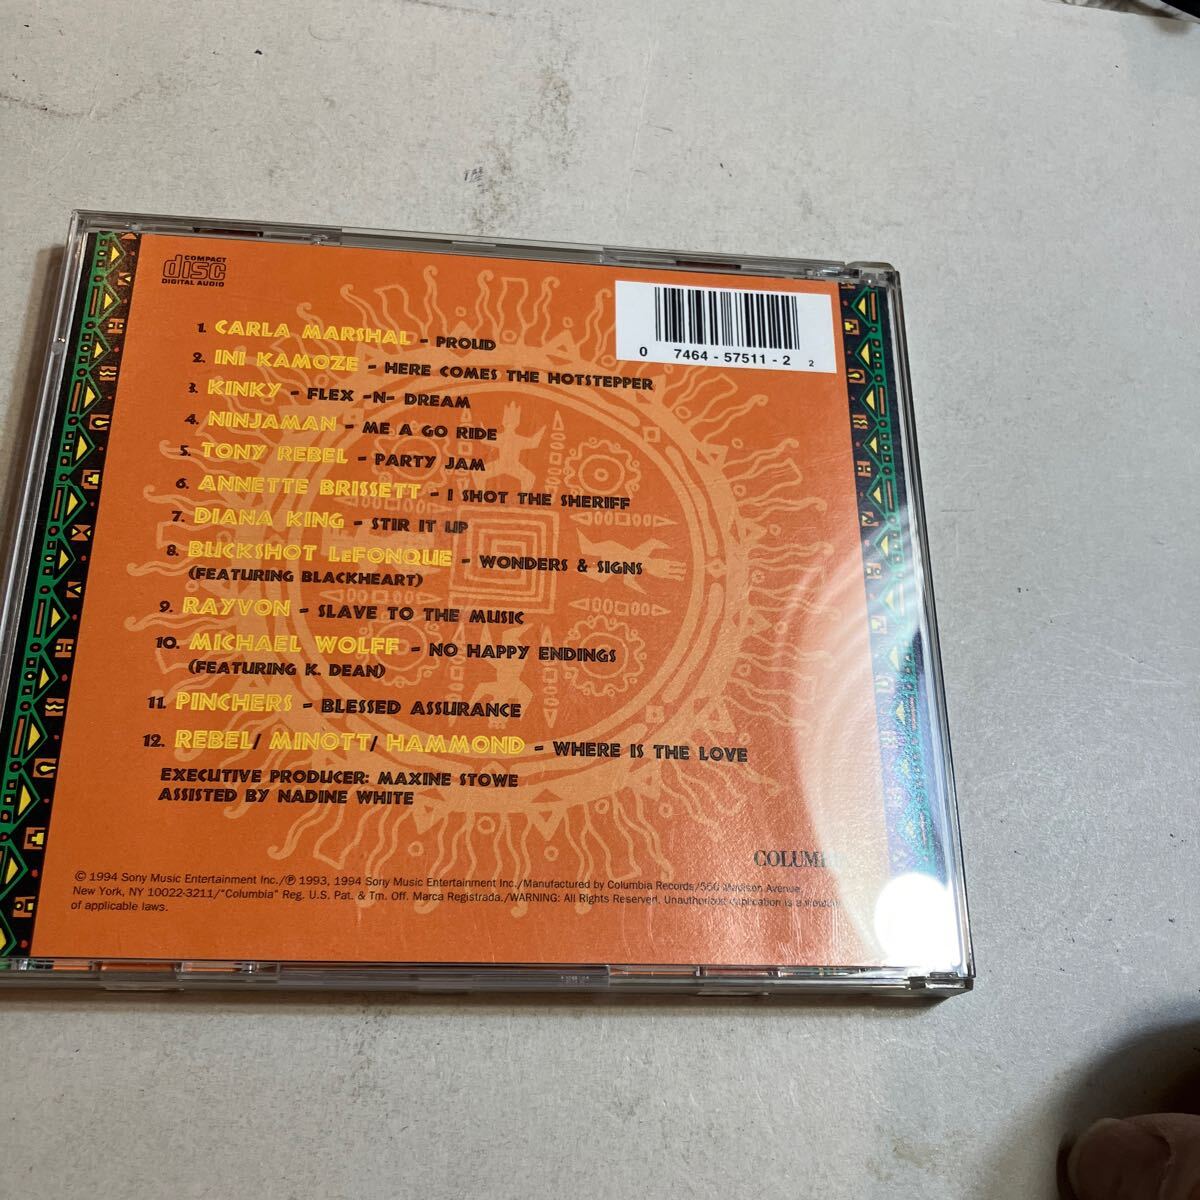 COMPACT
disc
DIGITAL AUDIO
0 7464-57511-2 2
1. CARLA MARSHAL - PROUD
2. INI KAMOZE - HERE COMES THE HOTSTEPPER
3. KINKY - FLEX -N- DREAM
4. NINJAMAN - ME A GO RIDE
5. TONY REBEL - PARTY JAM
6. ANNETTE BRISSETT - I SHOT THE SHERIFF
7. DIANA KING - STIR IT UP
8. BUCKSHOT LeFONQUE - WONDERS & SIGNS
(FEATURING BLACKHEART)
9. RAYVON - SLAVE TO THE MUSIC
10. MICHAEL WOLFF - NO HAPPY ENDINGS
(FEATURING K. DEAN)
11. PINCHERS - BLESSED ASSURANCE
12. REBEL/ MINOTT/ HAMMOND - WHERE IS THE LOVE
EXECUTIVE PRODUCER: MAXINE STOWE
ASSISTED BY NADINE WHITE
© 1994 Sony Music Entertainment Inc./℗ 1993, 1994 Sony Music Entertainment Inc./Manufactured by Columbia Records/550 Madison Avenue,
New York, NY 10022-3211/"Columbia" Reg. U.S. Pat. & Tm. Off. Marca Registrada./WARNING: All Rights Reserved. Unauthorized duplication is a
of applicable laws.